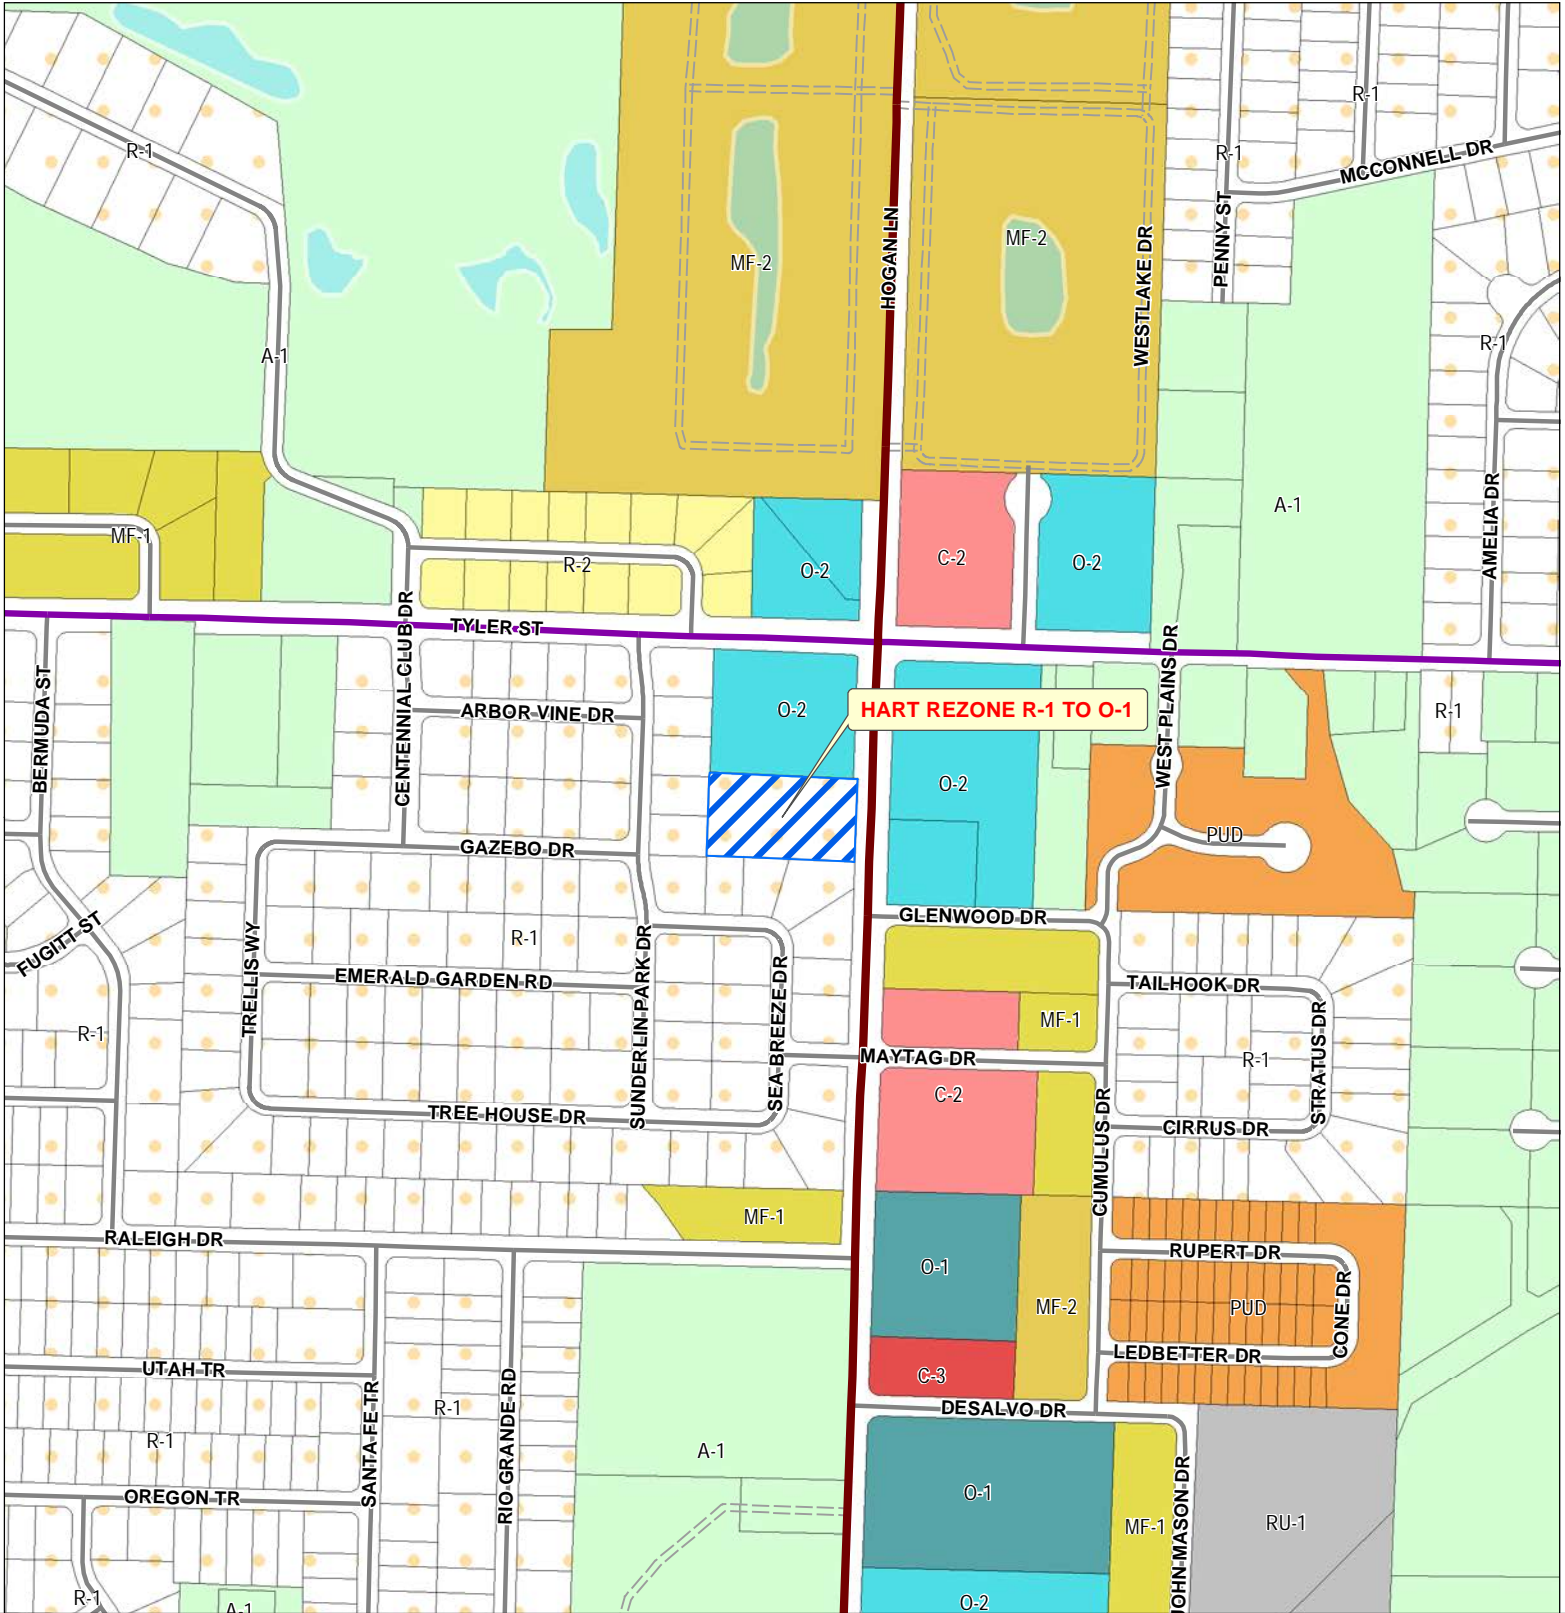 R-1
R-1
R-1
MCCONNELL DR
PENNY ST
HOGAN LN
MF-2
MF-2
WESTLAKE DR
A-1
R-1
AMELIA DR
A-1
MF-1
R-2
O-2
C-2
O-2
CENTENNIAL CLUB DR
TYLER ST
BERMUDA ST
ARBOR VINE DR
O-2
HART REZONE R-1 TO O-1
O-2
WEST PLAINS DR
R-1
PUD
GAZEBO DR
GLENWOOD DR
FUGITT ST
TRELLIS WY
R-1
EMERALD GARDEN RD
SUNDERLIN PARK DR
SEA BREEZE DR
TAILHOOK DR
STRATUS DR
MF-1
R-1
R-1
MAYTAG DR
C-2
TREE HOUSE DR
CUMULUS DR
CIRRUS DR
MF-1
RALEIGH DR
O-1
MF-2
RUPERT DR
PUD
CONE DR
LEDBETTER DR
C-3
UTAH TR
SANTA FE TR
R-1
RIO GRANDE RD
DESALVO DR
R-1
A-1
OREGON TR
O-1
MF-1
JOHN MASON DR
RU-1
R-1
A-1
O-2